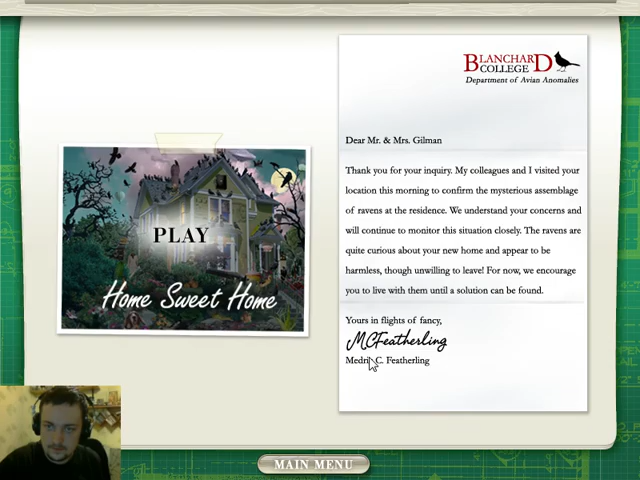 BLANCHARD
COLLEGE
Department of Avian Anomalies
Dear Mr. & Mrs. Gilman
Thank you for your inquiry. My colleagues and I visited your
location this morning to confirm the mysterious assemblage
of ravens at the residence. We understand your concerns and
will continue to monitor this situation closely. The ravens are
quite curious about your new home and appear to be
harmless, though unwilling to leave! For now, we encourage
you to live with them until a solution can be found.
Yours in flights of fancy,
MCFeatherling
C. Featherling
PLAY
Home Sweet Home
MAIN MENU